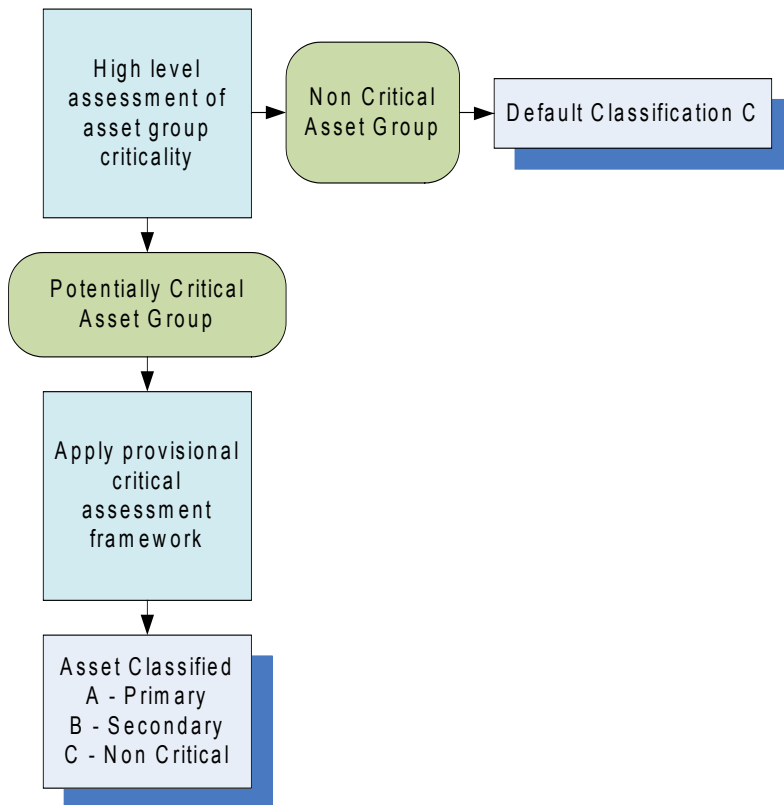 High level
assessment of
asset group
criticality
Non Critical
Asset Group
Default Classification C
Potentially Critical
Asset Group
Apply provisional
critical
assessment
framework
Asset Classified
A - Primary
B - Secondary
C - Non Critical